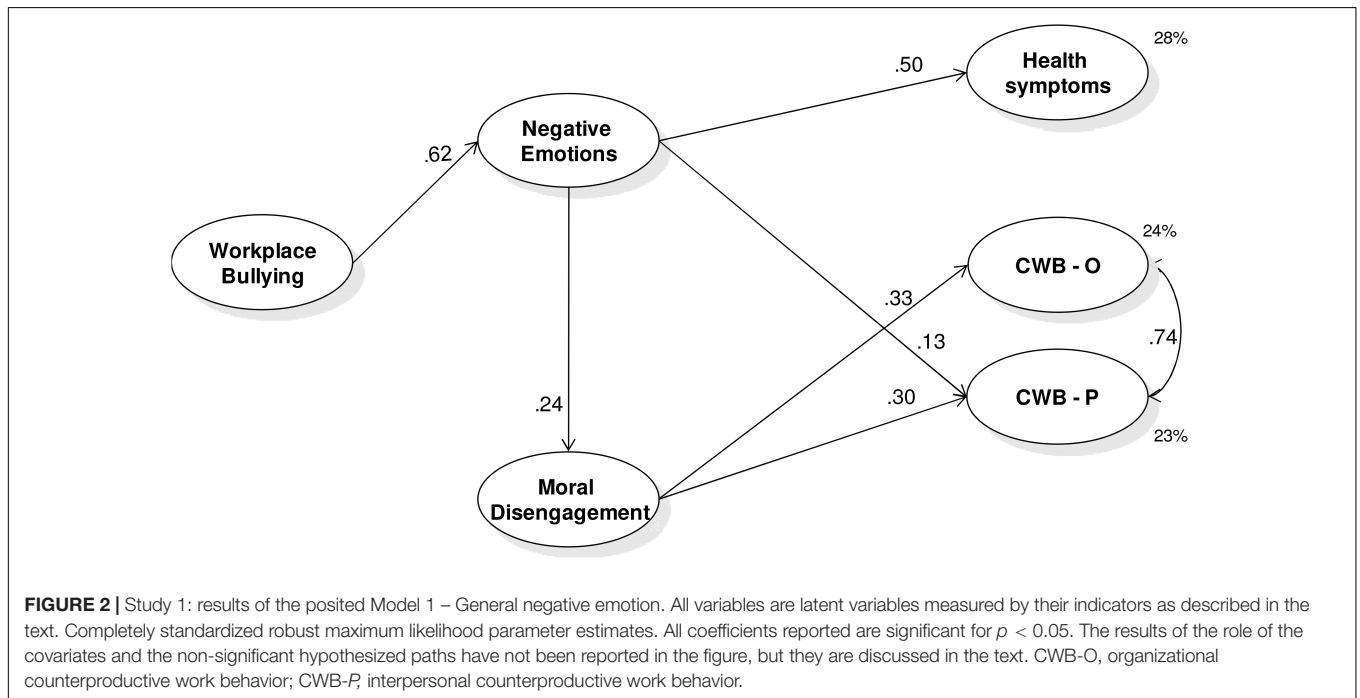 Health
symptoms
28%
.50
Negative
Emotions
.62
Workplace
Bullying
24%
CWB - O
.33
.74
.13
CWB - P
.30
.24
23%
Moral
Disengagement
FIGURE 2 | Study 1: results of the posited Model 1 – General negative emotion. All variables are latent variables measured by their indicators as described in the
text. Completely standardized robust maximum likelihood parameter estimates. All coefficients reported are significant for p < 0.05. The results of the role of the
covariates and the non-significant hypothesized paths have not been reported in the figure, but they are discussed in the text. CWB-O, organizational
counterproductive work behavior; CWB-P, interpersonal counterproductive work behavior.